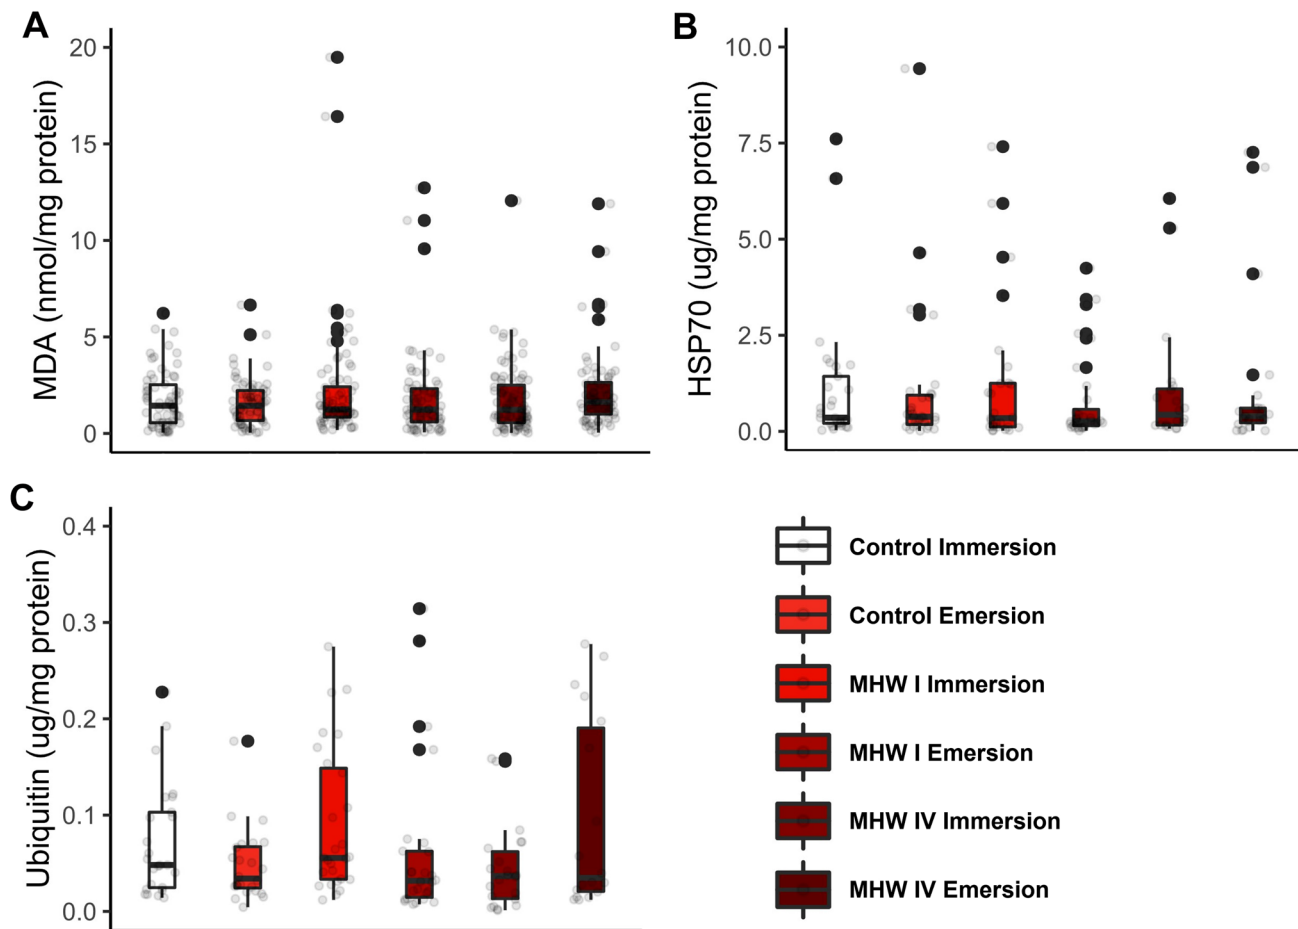 A
MDA (nmol/mg protein)
20
15
10
5
0
B
HSP70 (ug/mg protein)
10.0
7.5
5.0
2.5
0.0
C
Ubiquitin (ug/mg protein)
0.4
0.3
0.2
0.1
0.0
Control Immersion
Control Emersion
MHW I Immersion
MHW I Emersion
MHW IV Immersion
MHW IV Emersion